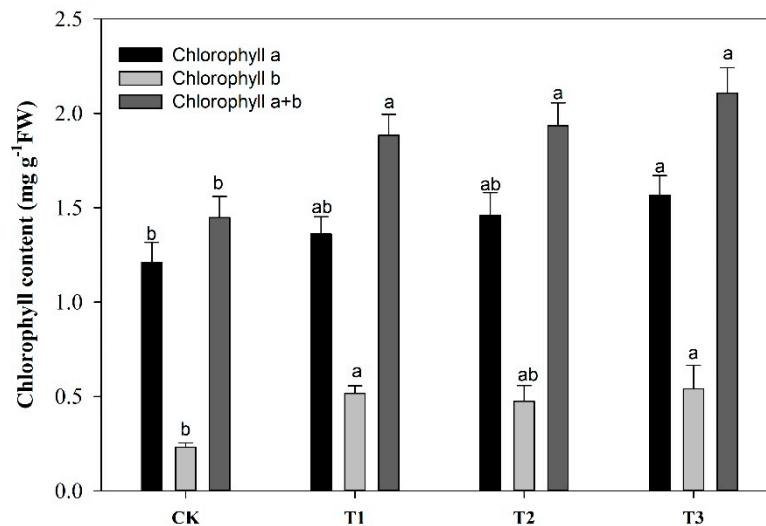 Chlorophyll content (mg g⁻¹FW)
2.5
2.0
1.5
1.0
0.5
0.0
Chlorophyll a
Chlorophyll b
Chlorophyll a+b
b
b
b
ab
a
a
ab
ab
a
a
a
a
CK
T1
T2
T3